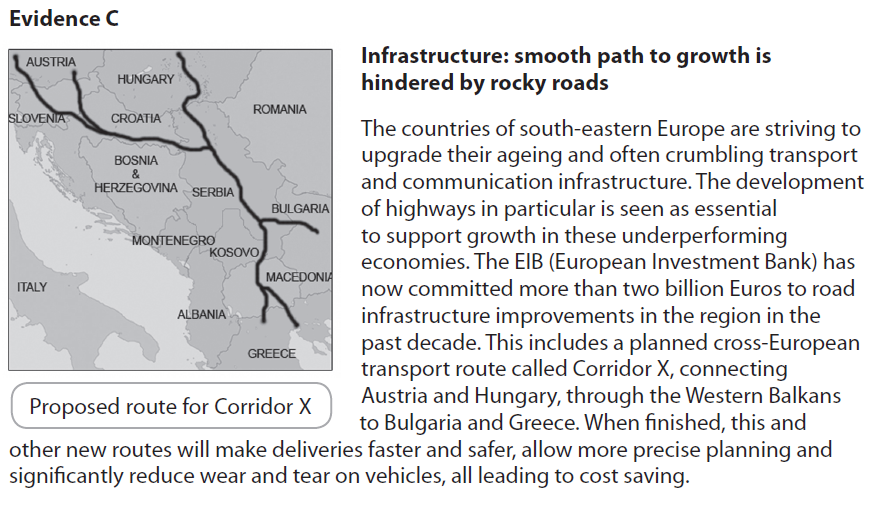 Evidence C
AUSTRIA
HUNGARY
SLOVENIA
CROATIA
ROMANIA
BOSNIA
&
HERZEGOVINA
SERBIA
BULGARIA
MONTENEGRO
KOSOVO
MACEDONIA
ITALY
ALBANIA
GREECE
Proposed route for Corridor X
Infrastructure: smooth path to growth is
hindered by rocky roads
The countries of south-eastern Europe are striving to
upgrade their ageing and often crumbling transport
and communication infrastructure. The development
of highways in particular is seen as essential
to support growth in these underperforming
economies. The EIB (European Investment Bank) has
now committed more than two billion Euros to road
infrastructure improvements in the region in the
past decade. This includes a planned cross-European
transport route called Corridor X, connecting
Austria and Hungary, through the Western Balkans
to Bulgaria and Greece. When finished, this and
other new routes will make deliveries faster and safer, allow more precise planning and
significantly reduce wear and tear on vehicles, all leading to cost saving.